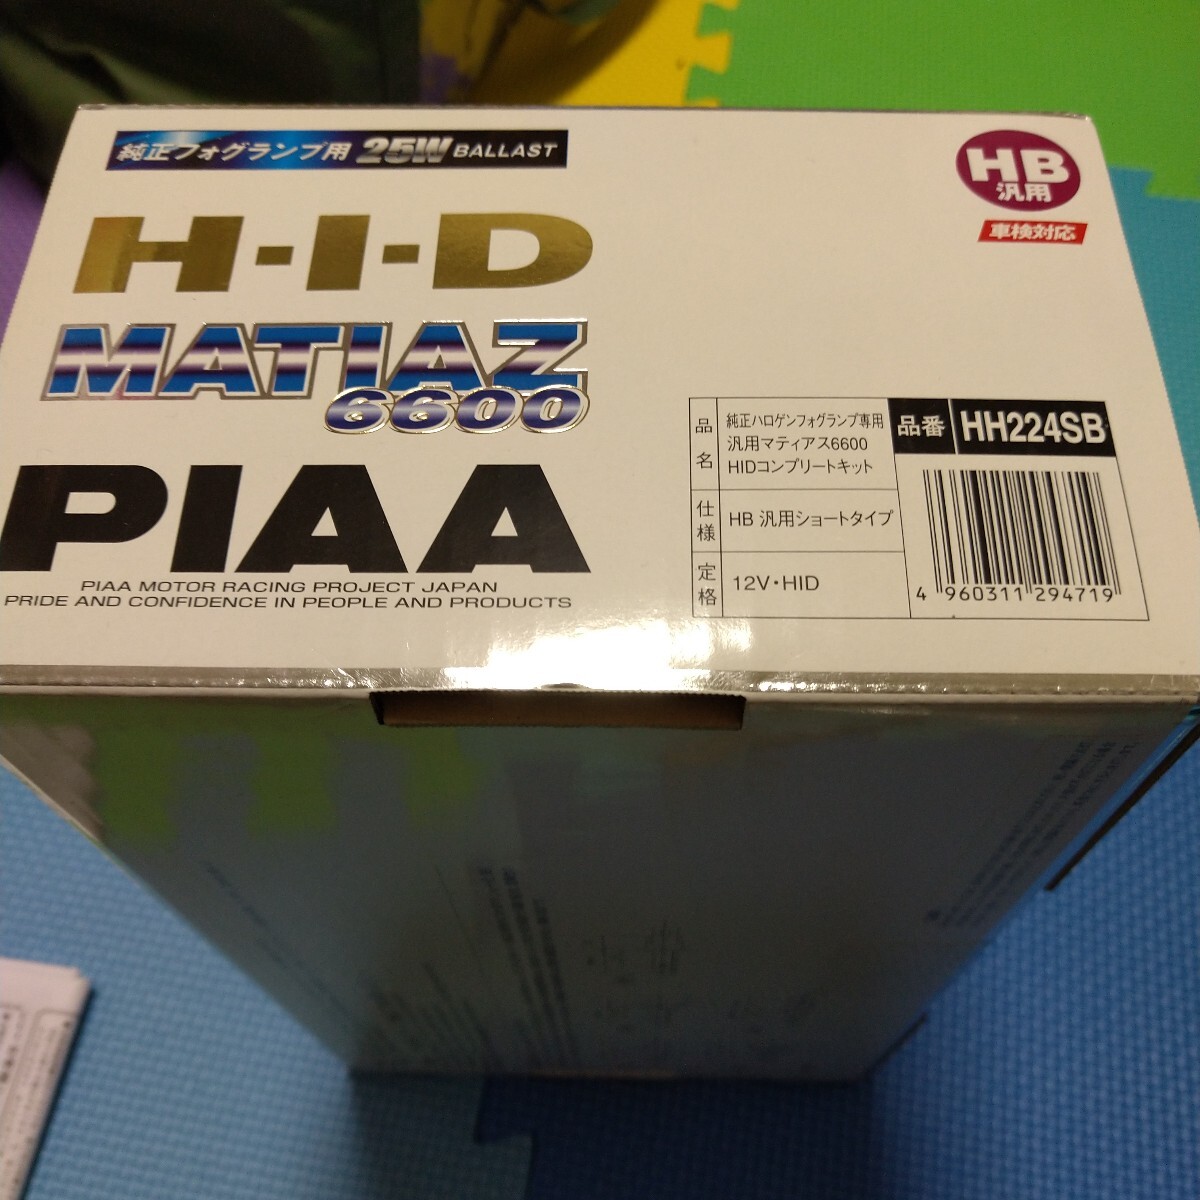 純正フォグランプ用 25W BALLAST
HB
汎用
車検対応
H・I・D
MATIAZ
6600
PIAA
PIAA MOTOR RACING PROJECT JAPAN
PRIDE AND CONFIDENCE IN PEOPLE AND PRODUCTS
品名
純正ハロゲンフォグランプ専用
汎用マティアス6600
HIDコンプリートキット
仕様
HB 汎用ショートタイプ
定格
12V・HID
品番 HH224SB
4 960311 294719